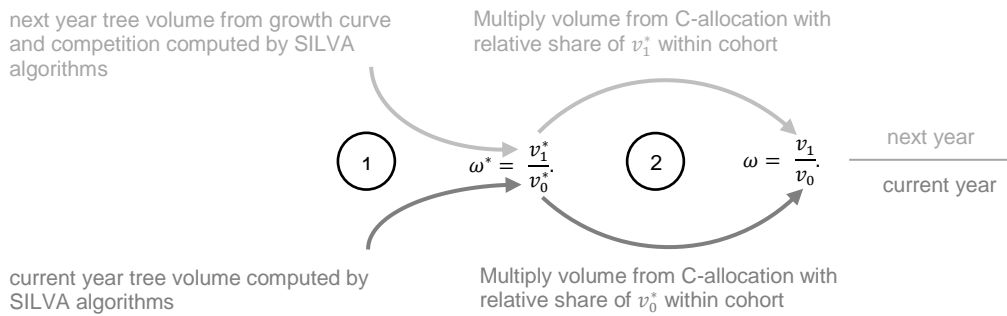 next year tree volume from growth curve
and competition computed by SILVA
algorithms
Multiply volume from C-allocation with
relative share of 𝑣₁* within cohort
1
𝜔* = 𝑣₁*/𝑣₀*.
2
𝜔 = 𝑣₁/𝑣₀.
next year
current year
current year tree volume computed by
SILVA algorithms
Multiply volume from C-allocation with
relative share of 𝑣₀* within cohort